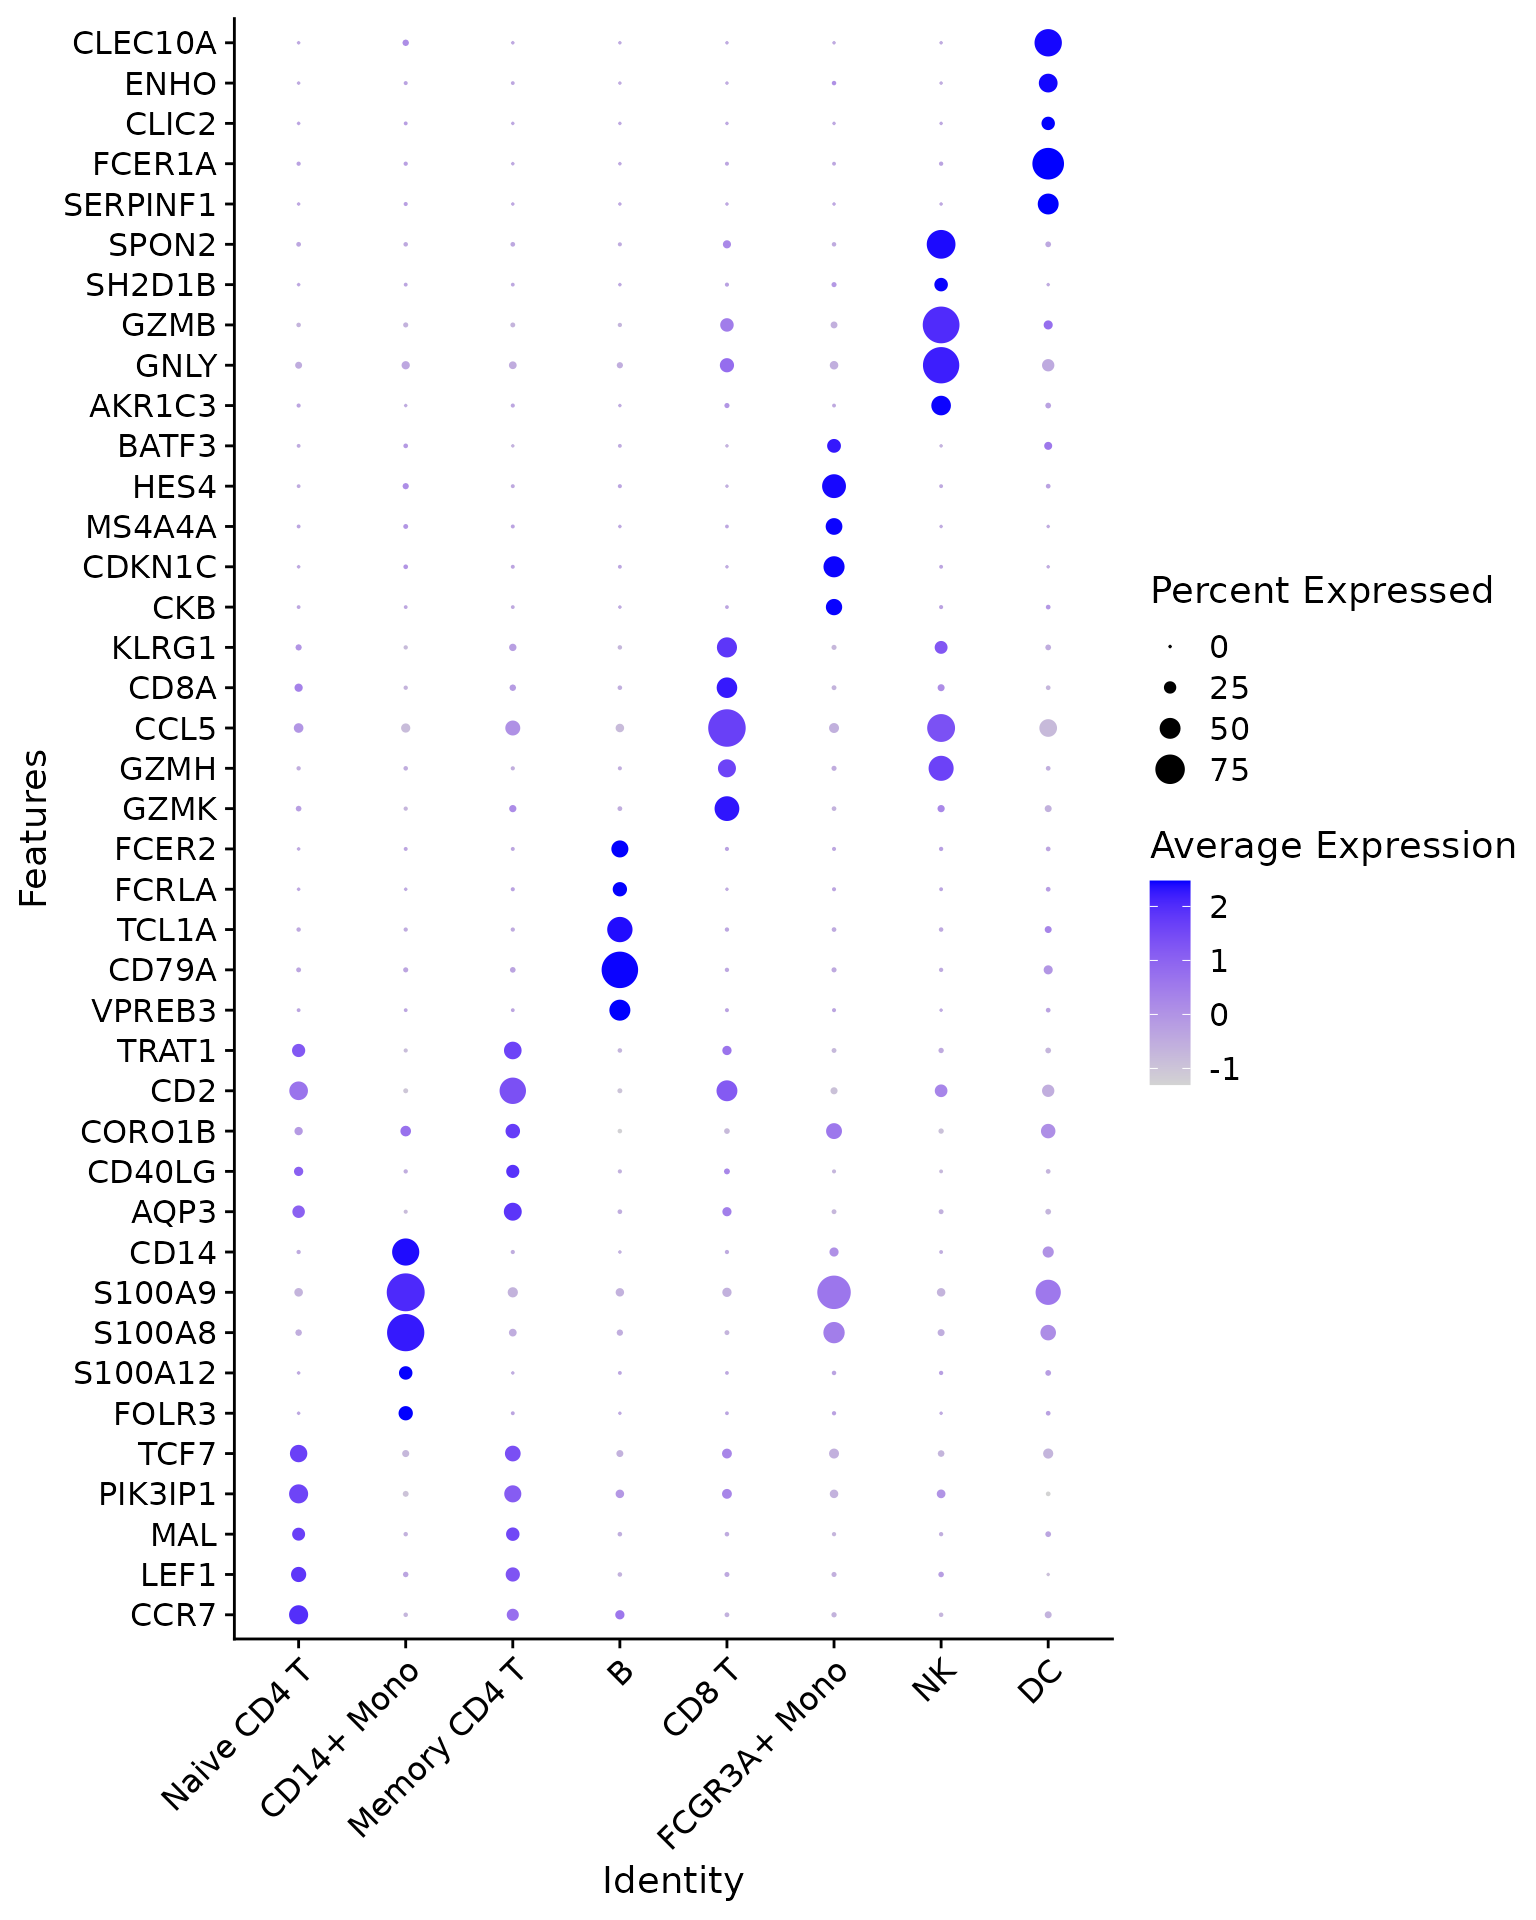 CLEC10A
ENHO
CLIC2
FCER1A
SERPINF1
SPON2
SH2D1B
GZMB
GNLY
AKR1C3
BATF3
HES4
MS4A4A
CDKN1C
CKB
KLRG1
CD8A
CCL5
GZMH
GZMK
FCER2
FCRLA
TCL1A
CD79A
VPREB3
TRAT1
CD2
CORO1B
CD40LG
AQP3
CD14
S100A9
S100A8
S100A12
FOLR3
TCF7
PIK3IP1
MAL
LEF1
CCR7
Features
Naive CD4 T
CD14+ Mono
Memory CD4 T
B
CD8 T
FCGR3A+ Mono
NK
DC
Identity
Percent Expressed
0
25
50
75
Average Expression
2
1
0
-1